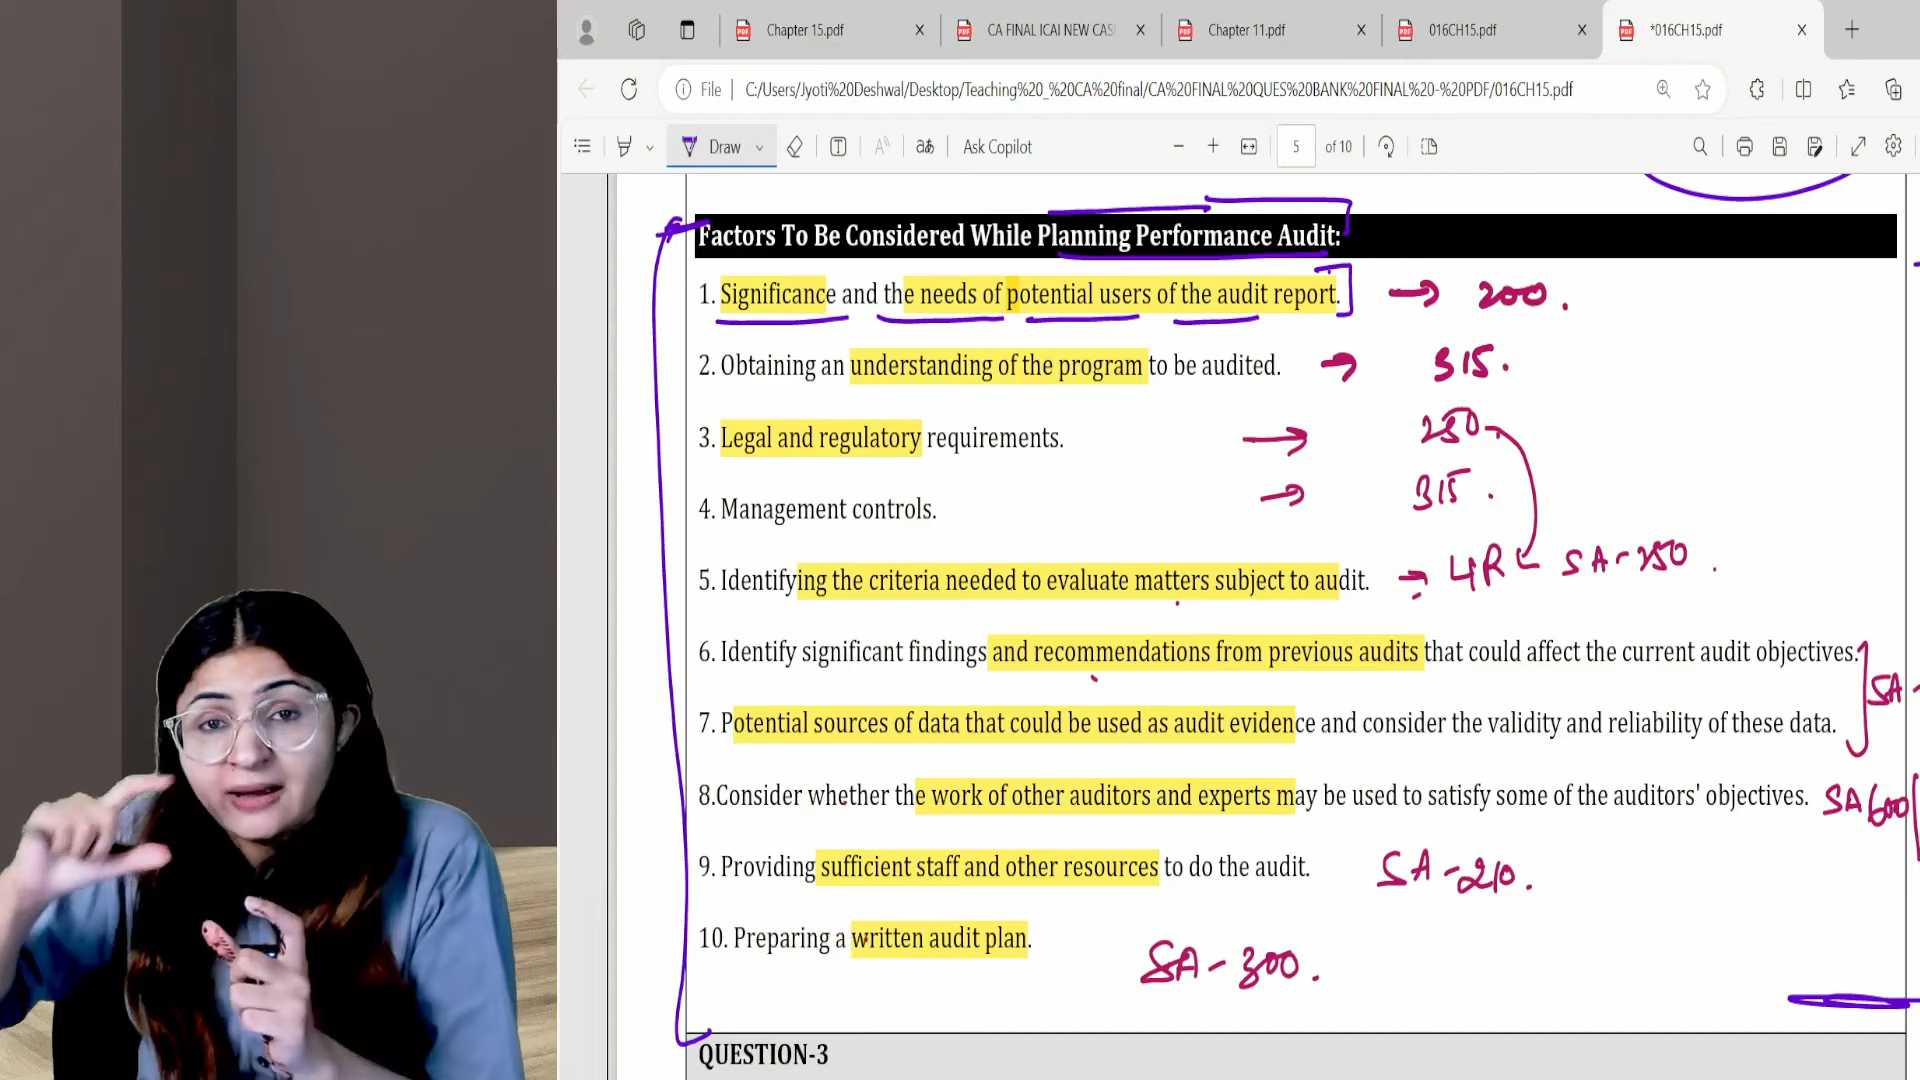 Chapter 15.pdf
CA FINAL ICAI NEW CAS
Chapter 11.pdf
016CH15.pdf
*016CH15.pdf
File
C:/Users/Jyoti%20Deshwal/Desktop/Teaching%20_%20CA%20final/CA%20FINAL%20QUES%20BANK%20FINAL%20-%20PDF/016CH15.pdf
Draw
Ask Copilot
5 of 10
Factors To Be Considered While Planning Performance Audit:
1. Significance and the needs of potential users of the audit report. → 200.
2. Obtaining an understanding of the program to be audited. → 315.
3. Legal and regulatory requirements. → 250
4. Management controls. → 315.
5. Identifying the criteria needed to evaluate matters subject to audit. → 4R SA-250.
6. Identify significant findings and recommendations from previous audits that could affect the current audit objectives.
SA-
7. Potential sources of data that could be used as audit evidence and consider the validity and reliability of these data.
8.Consider whether the work of other auditors and experts may be used to satisfy some of the auditors' objectives. SA 600
9. Providing sufficient staff and other resources to do the audit. SA-210.
10. Preparing a written audit plan. SA-300.
QUESTION-3